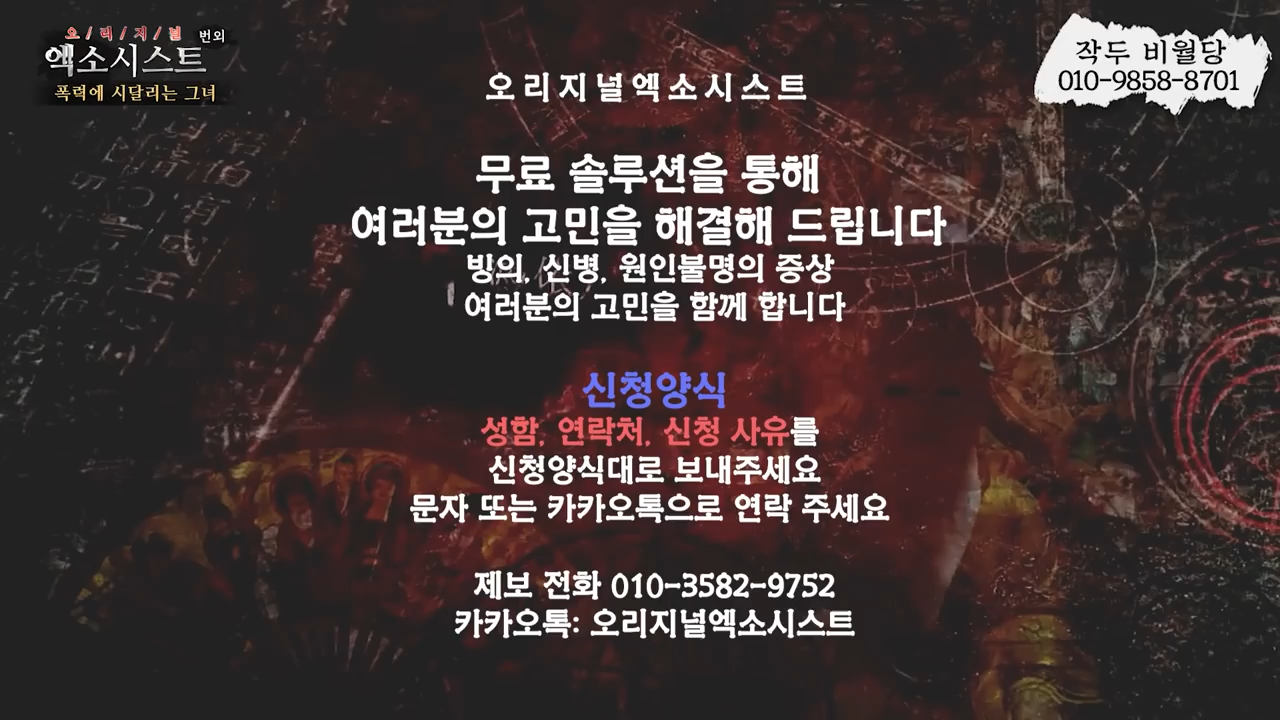 오/리/지/널 번외
엑소시스트
폭력에 시달리는 그녀
작두 비월당
010-9858-8701
오리지널엑소시스트
무료 솔루션을 통해
여러분의 고민을 해결해 드립니다
빙의, 신병, 원인불명의 증상
여러분의 고민을 함께 합니다
신청양식
성함, 연락처, 신청 사유를
신청양식대로 보내주세요
문자 또는 카카오톡으로 연락 주세요
제보 전화 010-3582-9752
카카오톡: 오리지널엑소시스트